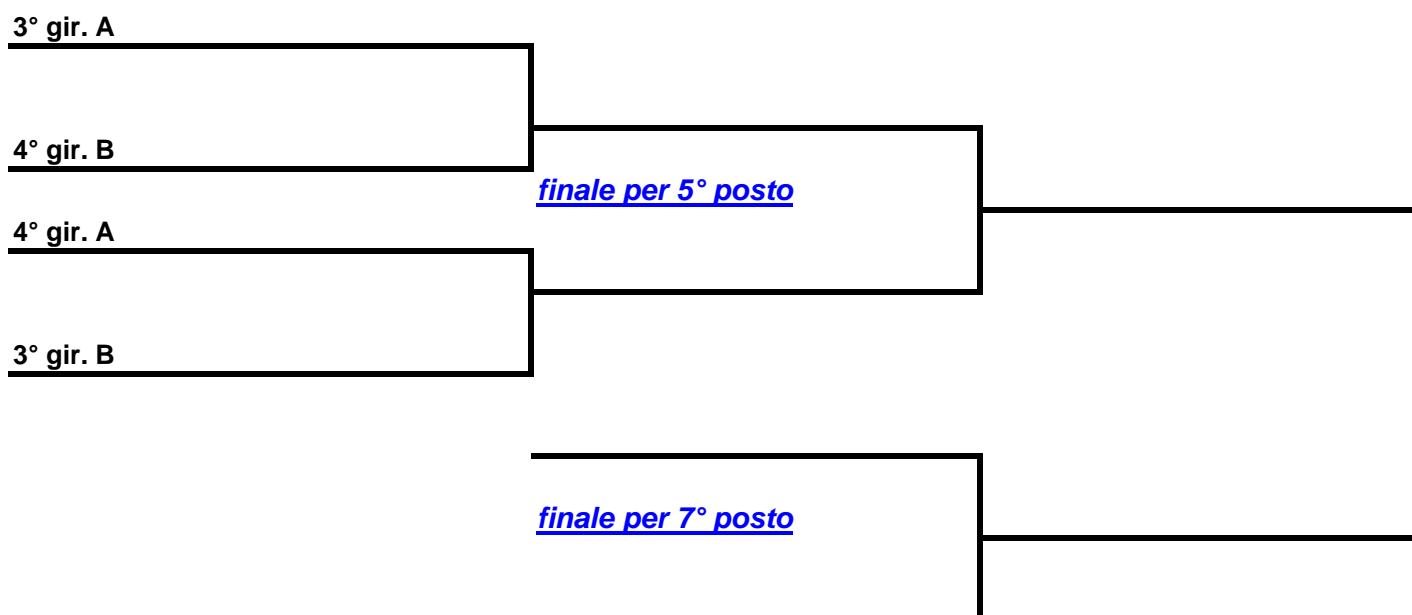 3° gir. A
4° gir. B
finale per 5° posto
4° gir. A
3° gir. B
finale per 7° posto